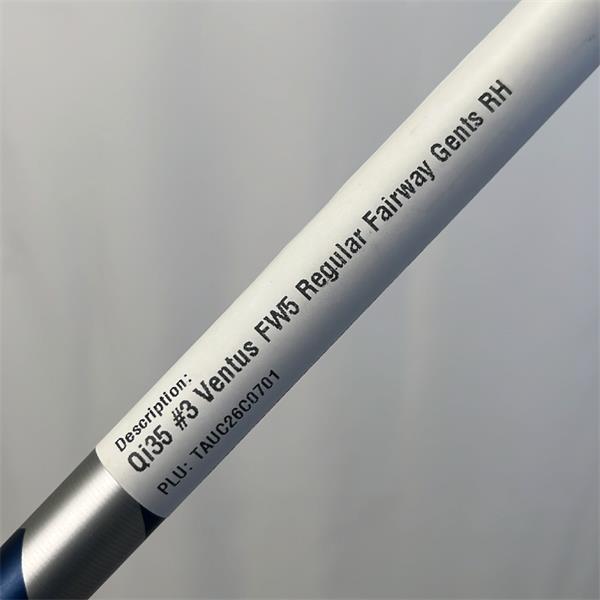 Description:
Qi35 #3 Ventus FW5 Regular Fairway Gents RH
PLU: TAUC26C0701